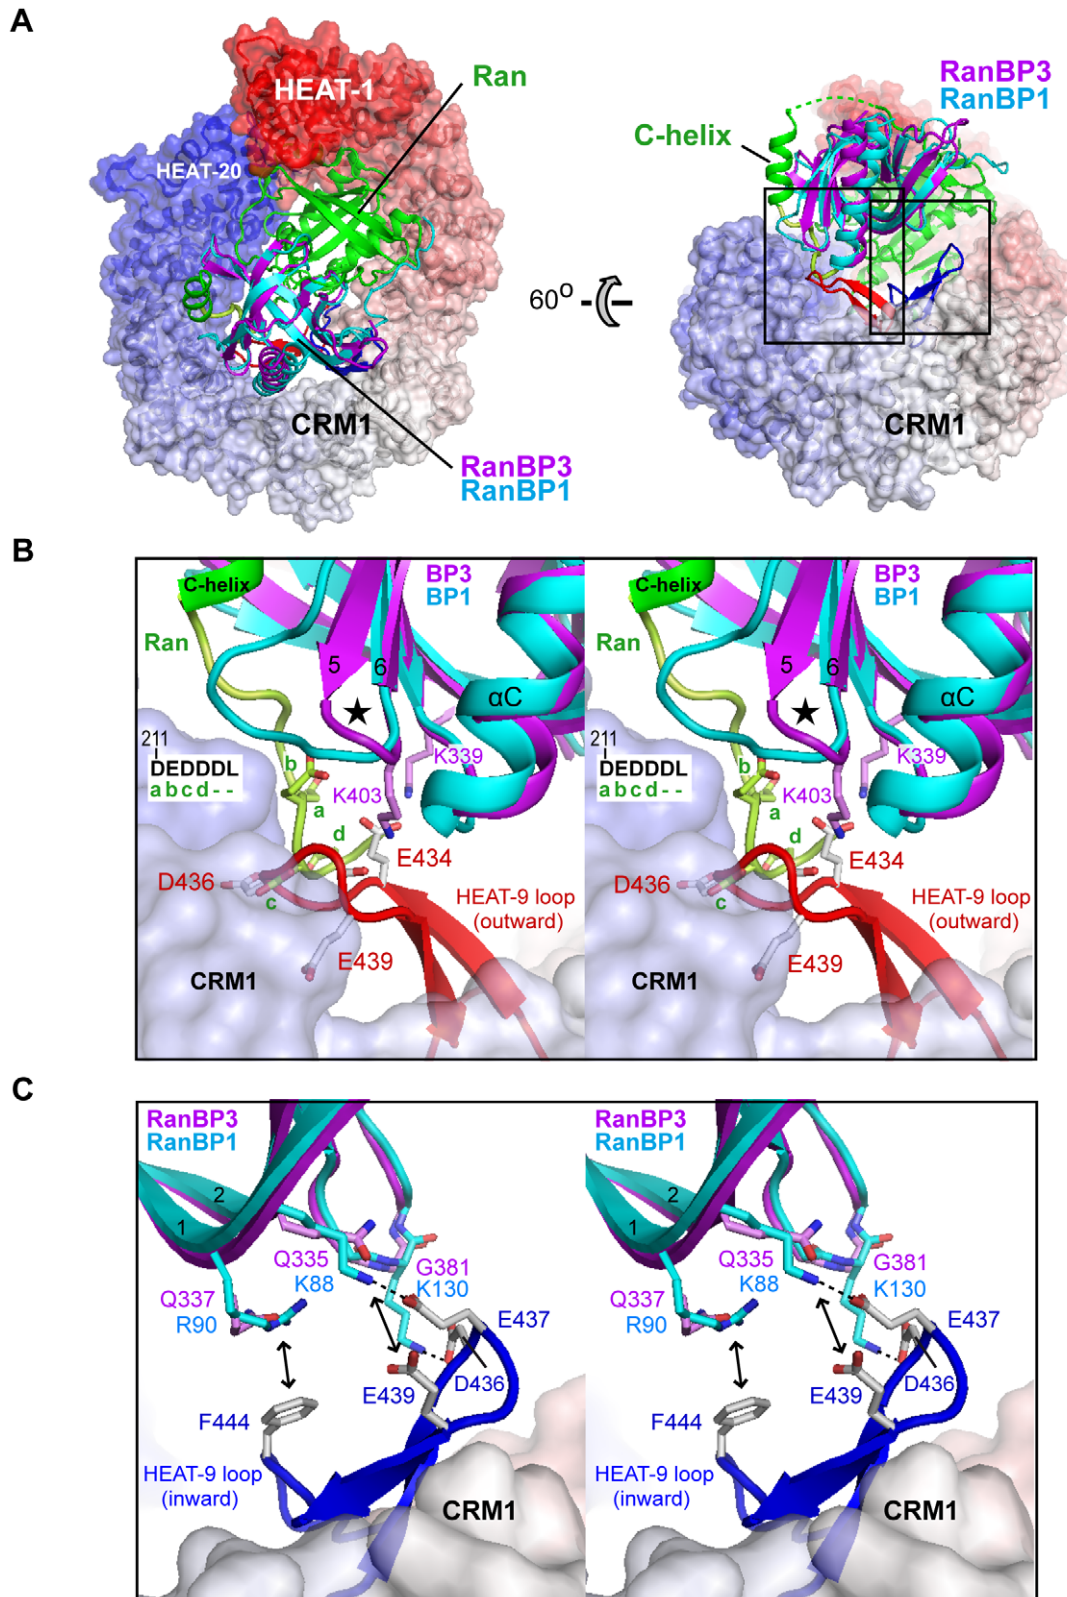 A
HEAT-1
HEAT-20
Ran
CRM1
RanBP3
RanBP1
60o
RanBP3
RanBP1
C-helix
CRM1
B
C-helix
BP3
BP1
Ran
5
6
αC
211
DEDDDL
abcd--
b
a
K339
K403
d
E434
D436
c
HEAT-9 loop
(outward)
E439
CRM1
C-helix
BP3
BP1
Ran
5
6
αC
211
DEDDDL
abcd--
b
a
K339
K403
d
E434
D436
c
HEAT-9 loop
(outward)
E439
CRM1
C
RanBP3
RanBP1
2
1
Q335
G381
K88
K130
Q337
R90
E437
E439
D436
F444
HEAT-9 loop
(inward)
CRM1
RanBP3
RanBP1
2
1
Q335
G381
K88
K130
Q337
R90
E437
E439
D436
F444
HEAT-9 loop
(inward)
CRM1